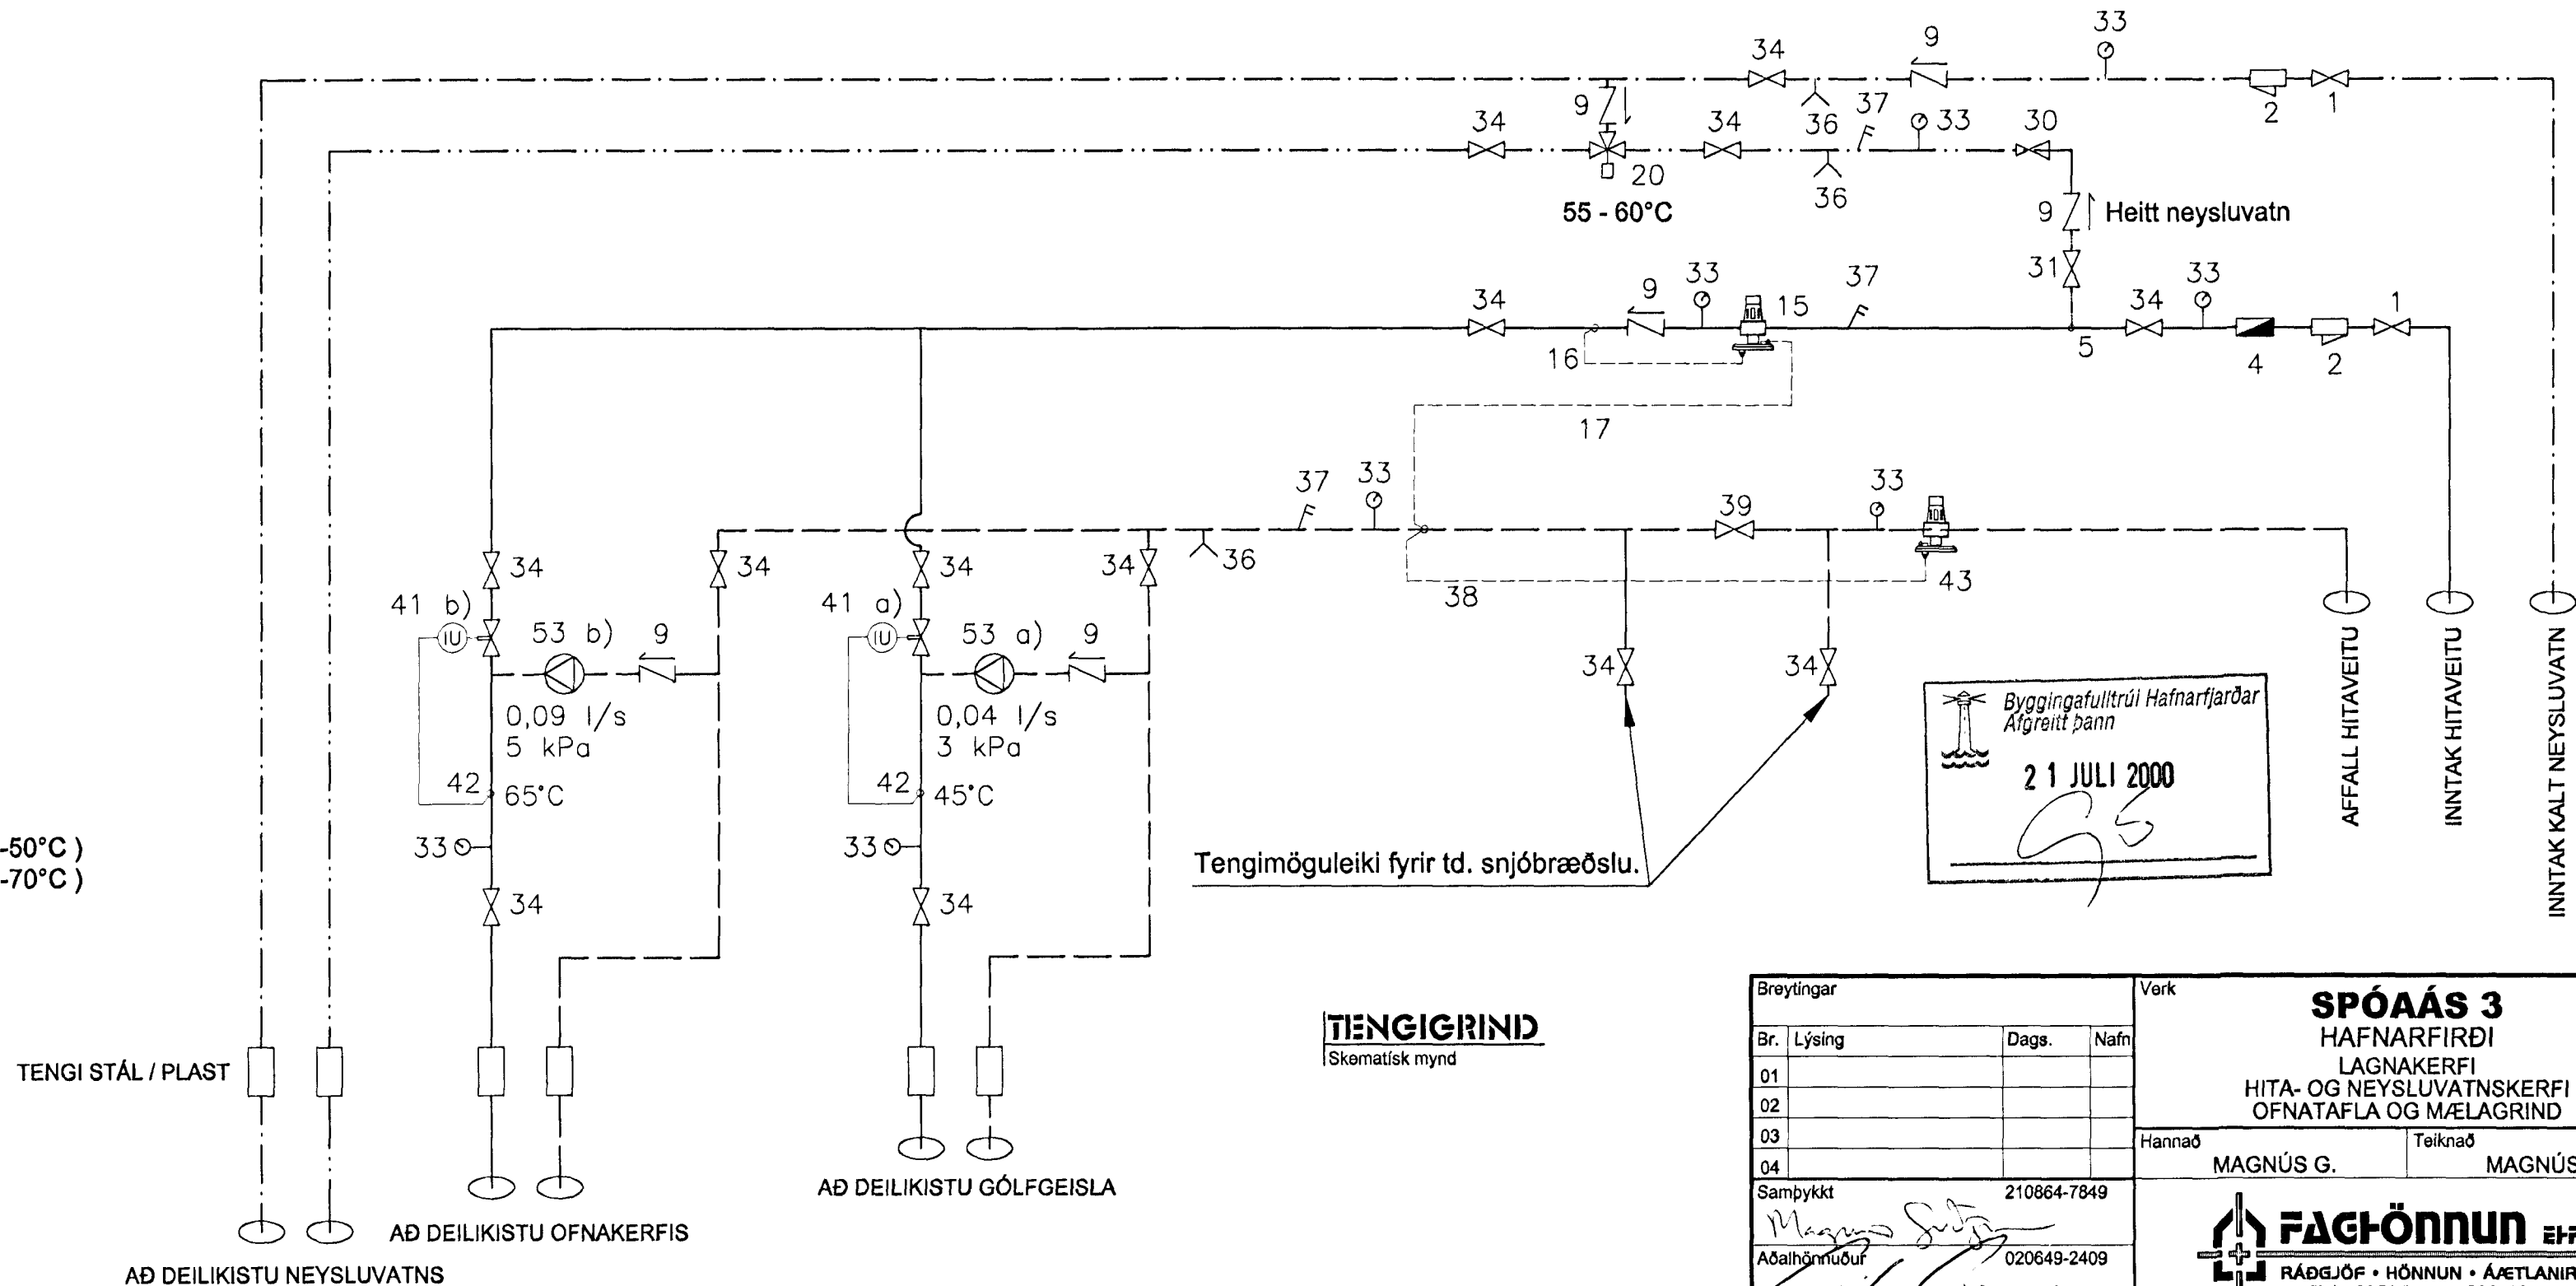 33
34
9
2
1
9
36
37
33
30
34
34
20
36
55 - 60°C
9
Heitt neysluvatn
31
33
37
34
33
1
34
9
15
16
5
4
2
17
37
33
39
33
34
34
34
34
36
38
43
41 b)
IU
53 b)
9
41 a)
IU
53 a)
9
34
34
0,09 l/s
5 kPa
0,04 l/s
3 kPa
42
65°C
42
45°C
-50°C )
-70°C )
33
33
34
34
Tengimöguleiki fyrir td. snjóbræðslu.
Byggingafulltrúi Hafnarfjarðar
Afgreitt þann
21 JULI 2000
AFFALL HITAVEITU
INNTAK HITAVEITU
INNTAK KALT NEYSLUVATN
TENGI STÁL / PLAST
TENGIGRIND
Skematísk mynd
AÐ DEILIKISTU GÓLFGEISLA
AÐ DEILIKISTU OFNAKERFIS
AÐ DEILIKISTU NEYSLUVATNS
Breytingar
Br. Lýsing Dags. Nafn
01
02
03
04
Verk
SPÓAÁS 3
HAFNARFIRÐI
LAGNAKERFI
HITA- OG NEYSLUVATNSKERFI
OFNATAFLA OG MÆLAGRIND
Hannað
MAGNÚS G.
Teiknað
MAGNÚS
Samþykkt 210864-7849
Aðalhönnuður 020649-2409
FAGHÖNNUN
RÁÐGJÖF • HÖNNUN • ÁÆTLANIR